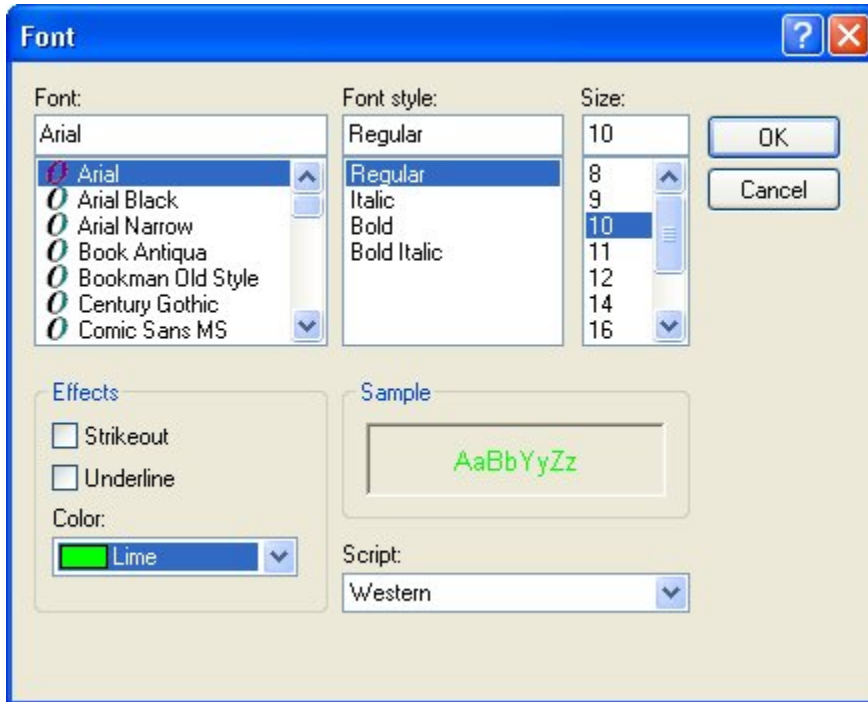 Font
Font:
Arial
Arial
Arial Black
Arial Narrow
Book Antiqua
Bookman Old Style
Century Gothic
Comic Sans MS
Font style:
Regular
Regular
Italic
Bold
Bold Italic
Size:
10
8
9
10
11
12
14
16
OK
Cancel
Effects
Strikeout
Underline
Color:
Lime
Sample
AaBbYyZz
Script:
Western